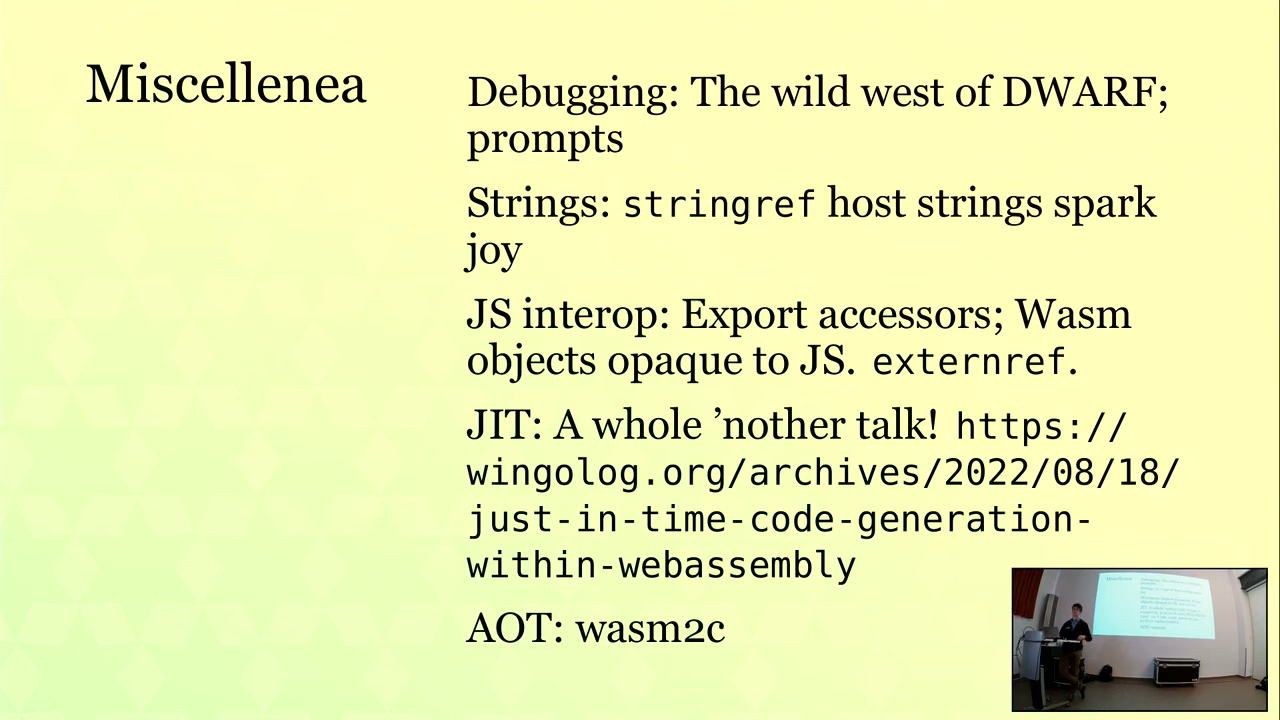 Miscellenea
Debugging: The wild west of DWARF;
prompts
Strings: stringref host strings spark
joy
JS interop: Export accessors; Wasm
objects opaque to JS. externref.
JIT: A whole ’nother talk! https://
wingolog.org/archives/2022/08/18/
just-in-time-code-generation-
within-webassembly
AOT: wasm2c